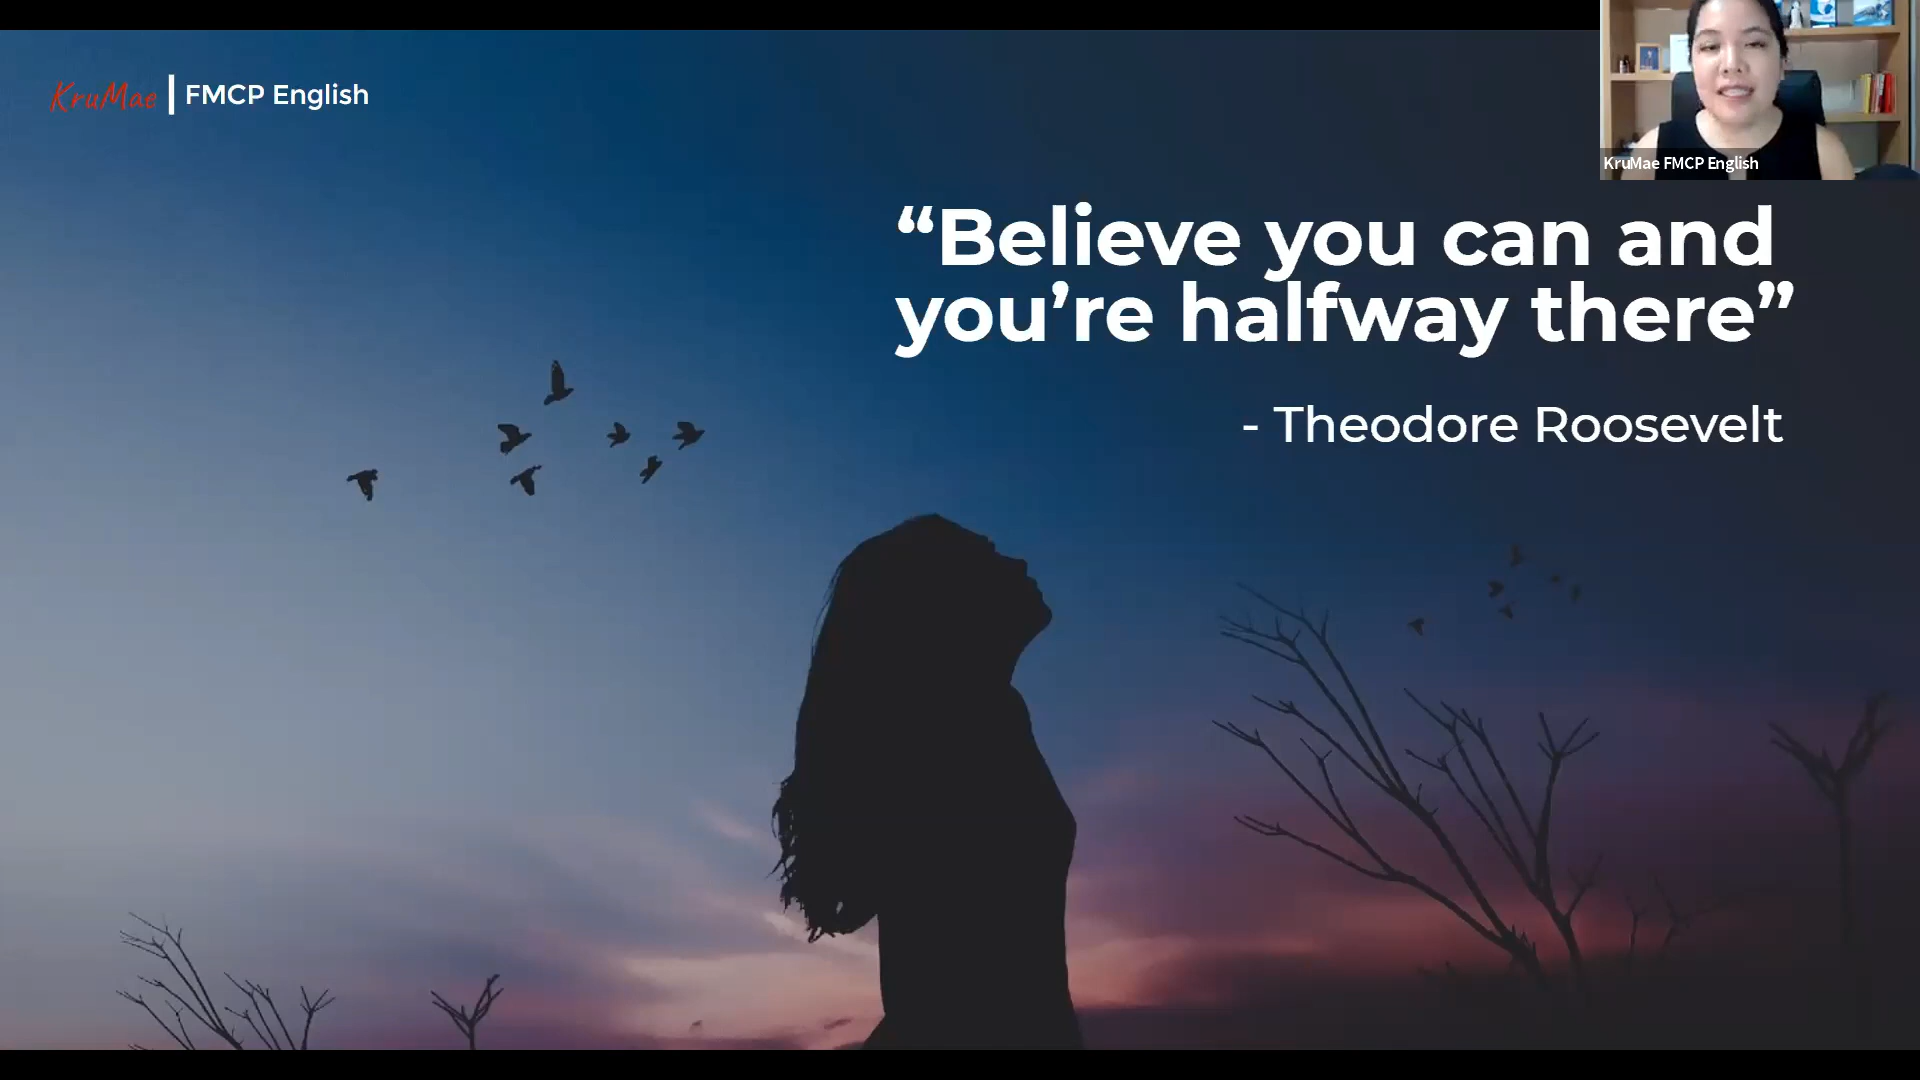 KruMae | FMCP English
KruMae FMCP English
“Believe you can and
you’re halfway there”
- Theodore Roosevelt